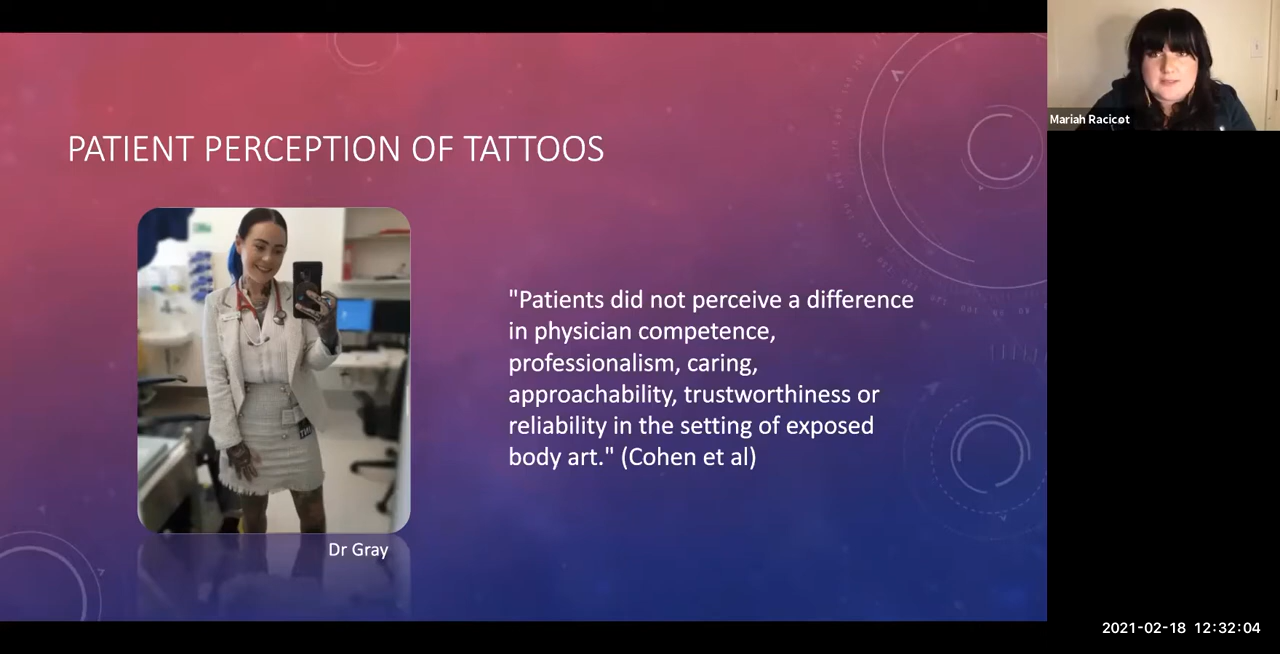 Mariah Racicot
PATIENT PERCEPTION OF TATTOOS
"Patients did not perceive a difference
in physician competence,
professionalism, caring,
approachability, trustworthiness or
reliability in the setting of exposed
body art." (Cohen et al)
Dr Gray
2021-02-18 12:32:04